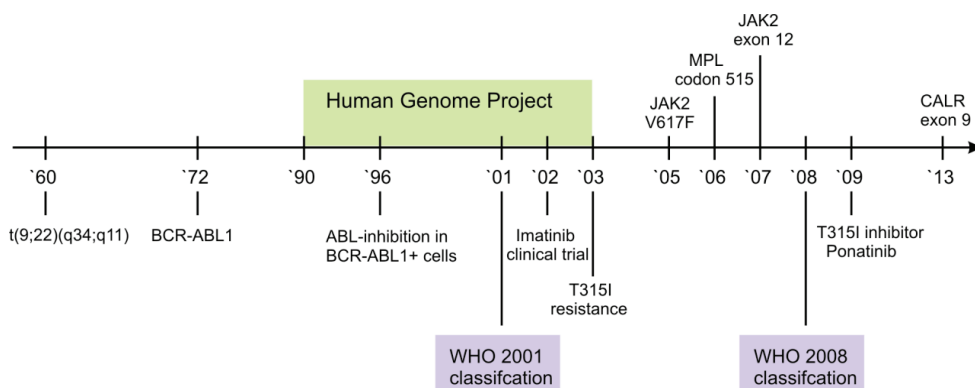 JAK2
exon 12
MPL
codon 515
Human Genome Project
JAK2
V617F
CALR
exon 9
`60
`72
`90
`96
`01
`02
`03
`05
`06
`07
`08
`09
`13
t(9;22)(q34;q11)
BCR-ABL1
ABL-inhibition in
BCR-ABL1+ cells
Imatinib
clinical trial
T315I
resistance
T315I inhibitor
Ponatinib
WHO 2001
classifcation
WHO 2008
classifcation